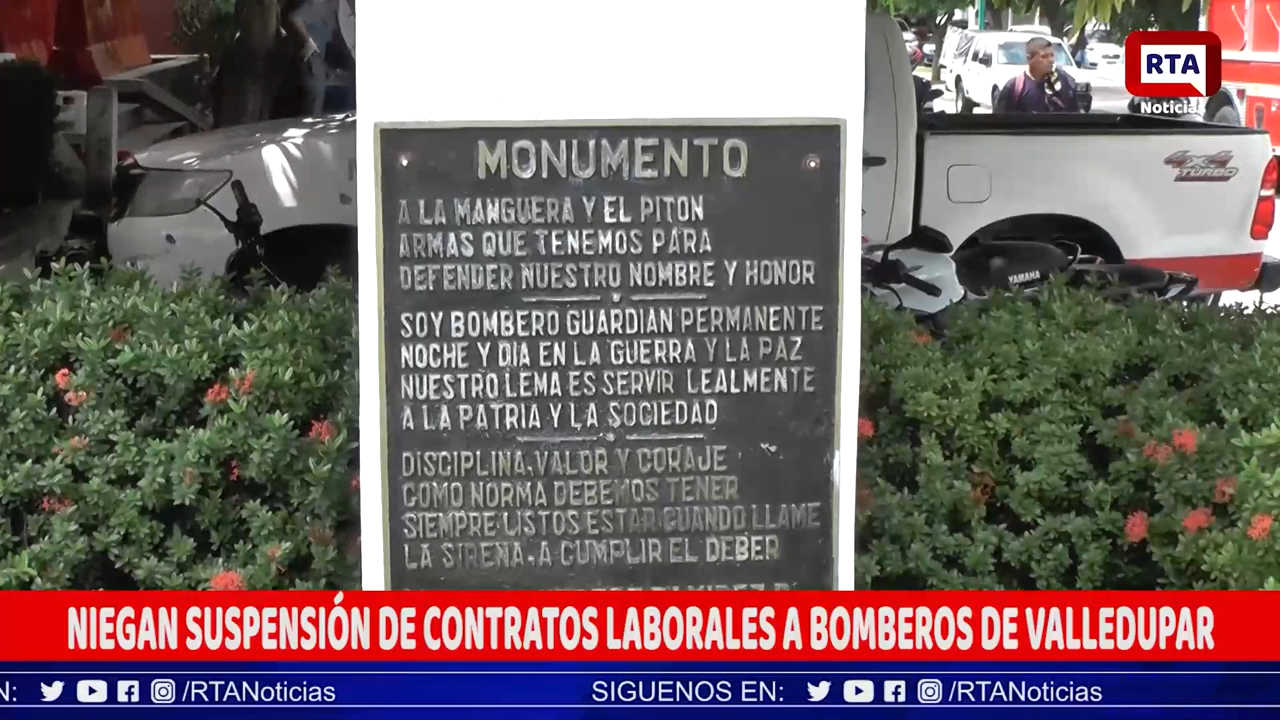 RTA
Noticias
4x4
TURBO
YAMAHA
MONUMENTO
A LA MANGUERA Y EL PITON
ARMAS QUE TENEMOS PARA
DEFENDER NUESTRO NOMBRE Y HONOR
SOY BOMBERO GUARDIAN PERMANENTE
NOCHE Y DIA EN LA GUERRA Y LA PAZ
NUESTRO LEMA ES SERVIR LEALMENTE
A LA PATRIA Y LA SOCIEDAD
DISCIPLINA, VALOR Y CORAJE
COMO NORMA DEBEMOS TENER
SIEMPRE LISTOS ESTAR CUANDO LLAME
LA SIRENA, A CUMPLIR EL DEBER
NIEGAN SUSPENSIÓN DE CONTRATOS LABORALES A BOMBEROS DE VALLEDUPAR
N: /RTANoticias SIGUENOS EN: /RTANoticias